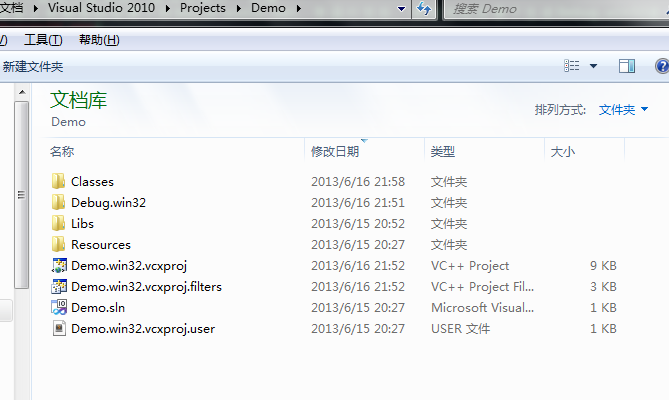 文档 ▸ Visual Studio 2010 ▸ Projects ▸ Demo ▸ 搜索 Demo
工具(T) 帮助(H)
新建文件夹
文档库
Demo
排列方式: 文件夹
名称 修改日期 类型 大小
Classes 2013/6/16 21:58 文件夹
Debug.win32 2013/6/16 21:51 文件夹
Libs 2013/6/15 20:52 文件夹
Resources 2013/6/15 20:27 文件夹
Demo.win32.vcxproj 2013/6/16 21:52 VC++ Project 9 KB
Demo.win32.vcxproj.filters 2013/6/16 21:52 VC++ Project Fil... 3 KB
Demo.sln 2013/6/15 20:27 Microsoft Visual... 1 KB
Demo.win32.vcxproj.user 2013/6/15 20:27 USER 文件 1 KB